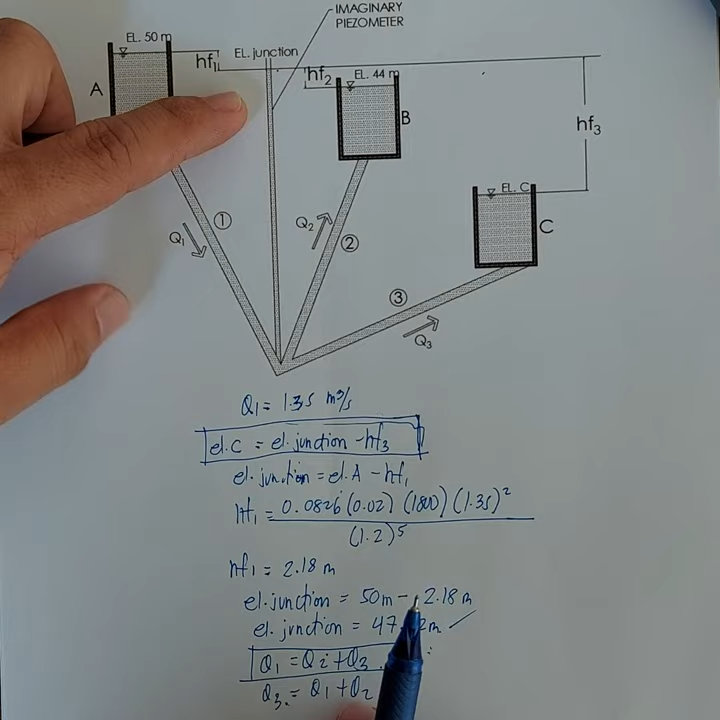 IMAGINARY
PIEZOMETER
EL. 50 m
EL. junction
hf1
hf2
EL. 44 m
A
B
hf3
EL. C
C
①
Q1
Q2
②
③
Q3
Q1 = 1.35 m³/s
el.C = el.junction - hf3
el.junction = el.A - hf1
Hf1 = 0.0826 (0.02) (1800) (1.35)²
(1.2)⁵
hf1 = 2.18 m
el.junction = 50m - 2.18 m
el.junction = 47. 2m ✓
Q1 = Q2 + Q3
Q3 = Q1 + Q2